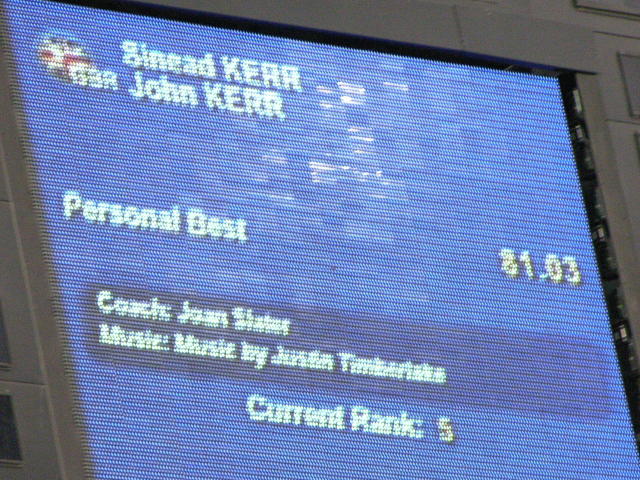 Sinead KERR
GBR John KERR
Personal Best
81.03
Coach: Joan Slater
Music: Music by Justin Timberlake
Current Rank: 5